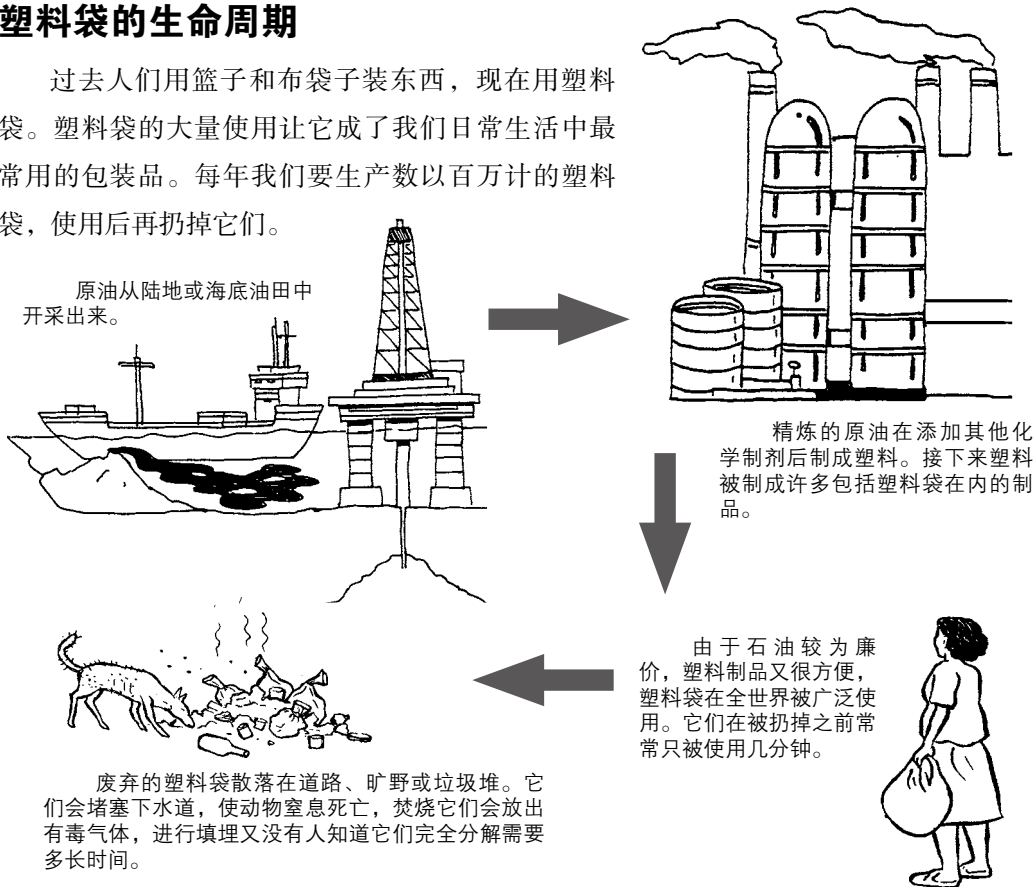 塑料袋的生命周期
过去人们用篮子和布袋子装东西，现在用塑料
袋。塑料袋的大量使用让它成了我们日常生活中最
常用的包装品。每年我们要生产数以百万计的塑料
袋，使用后再扔掉它们。
原油从陆地或海底油田中
开采出来。
精炼的原油在添加其他化
学制剂后制成塑料。接下来塑料
被制成许多包括塑料袋在内的制
品。
由于石油较为廉
价，塑料制品又很方便，
塑料袋在全世界被广泛使
用。它们在被扔掉之前常
常只被使用几分钟。
废弃的塑料袋散落在道路、旷野或垃圾堆。它
们会堵塞下水道，使动物窒息死亡，焚烧它们会放出
有毒气体，进行填埋又没有人知道它们完全分解需要
多长时间。